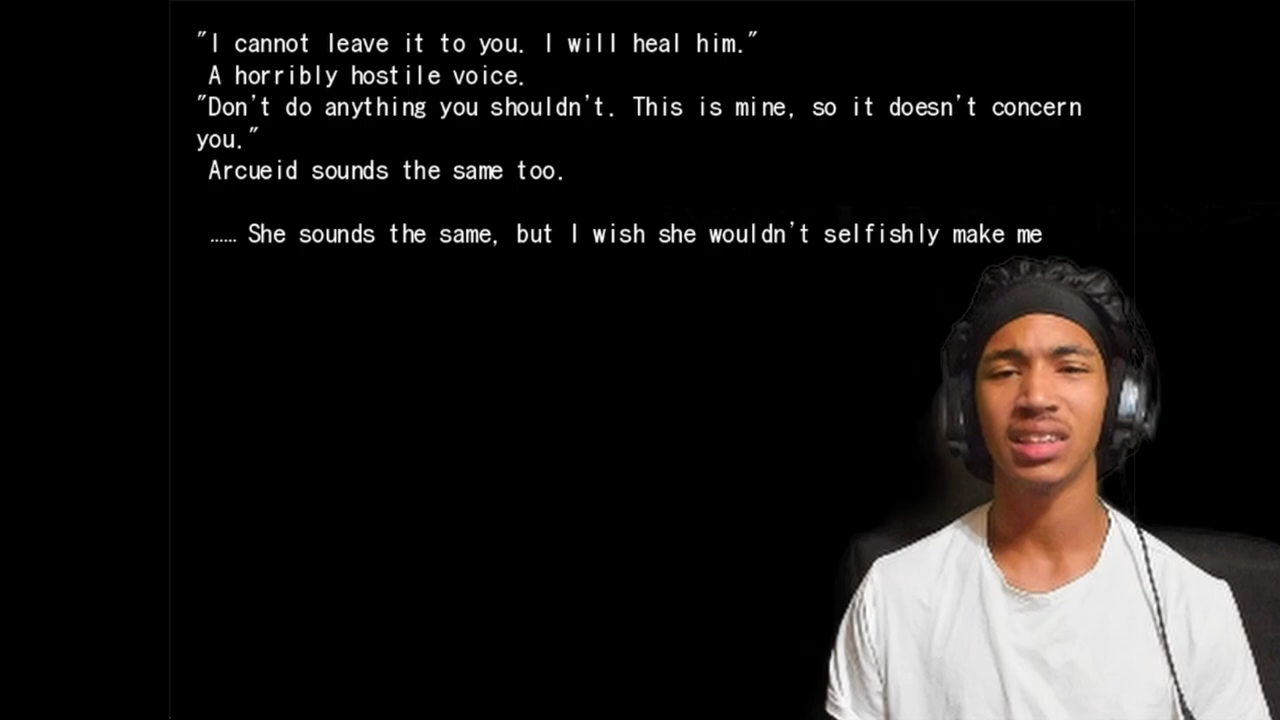 "I cannot leave it to you. I will heal him."
A horribly hostile voice.
"Don't do anything you shouldn't. This is mine, so it doesn't concern
you."
Arcueid sounds the same too.
…… She sounds the same, but I wish she wouldn't selfishly make me